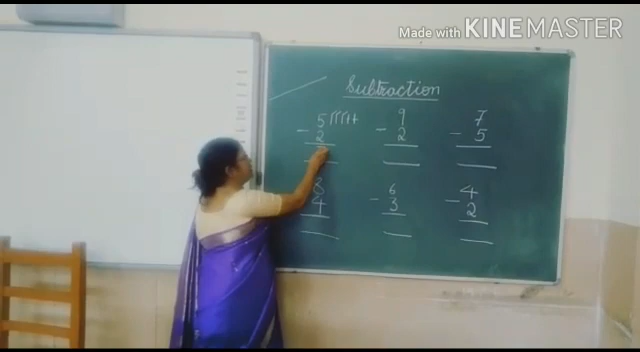 Made with KINEMASTER
Subtraction
5 9 7
- 2 - 2 - 5
8 6 4
4 - 3 - 2